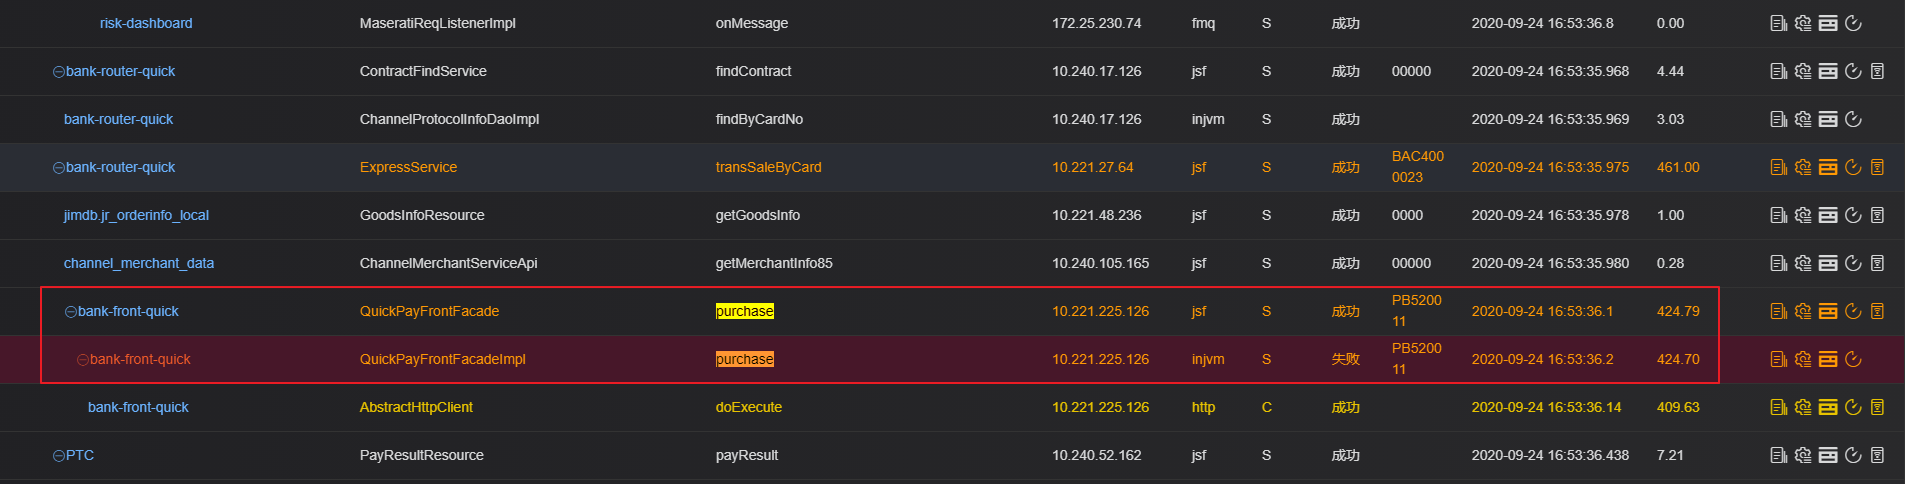 risk-dashboard MaseratiReqListenerImpl onMessage 172.25.230.74 fmq S 成功 2020-09-24 16:53:36.8 0.00
bank-router-quick ContractFindService findContract 10.240.17.126 jsf S 成功 00000 2020-09-24 16:53:35.968 4.44
bank-router-quick ChannelProtocolInfoDaoImpl findByCardNo 10.240.17.126 injvm S 成功 2020-09-24 16:53:35.969 3.03
bank-router-quick ExpressService transSaleByCard 10.221.27.64 jsf S 成功 BAC400 2020-09-24 16:53:35.975 461.00
0023
jimdb.jr_orderinfo_local GoodsInfoResource getGoodsInfo 10.221.48.236 jsf S 成功 0000 2020-09-24 16:53:35.978 1.00
channel_merchant_data ChannelMerchantServiceApi getMerchantInfo85 10.240.105.165 jsf S 成功 00000 2020-09-24 16:53:35.980 0.28
bank-front-quick QuickPayFrontFacade purchase 10.221.225.126 jsf S 成功 PB5200 2020-09-24 16:53:36.1 424.79
11
bank-front-quick QuickPayFrontFacadeImpl purchase 10.221.225.126 injvm S 失败 PB5200 2020-09-24 16:53:36.2 424.70
11
bank-front-quick AbstractHttpClient doExecute 10.221.225.126 http C 成功 2020-09-24 16:53:36.14 409.63
PTC PayResultResource payResult 10.240.52.162 jsf S 成功 2020-09-24 16:53:36.438 7.21